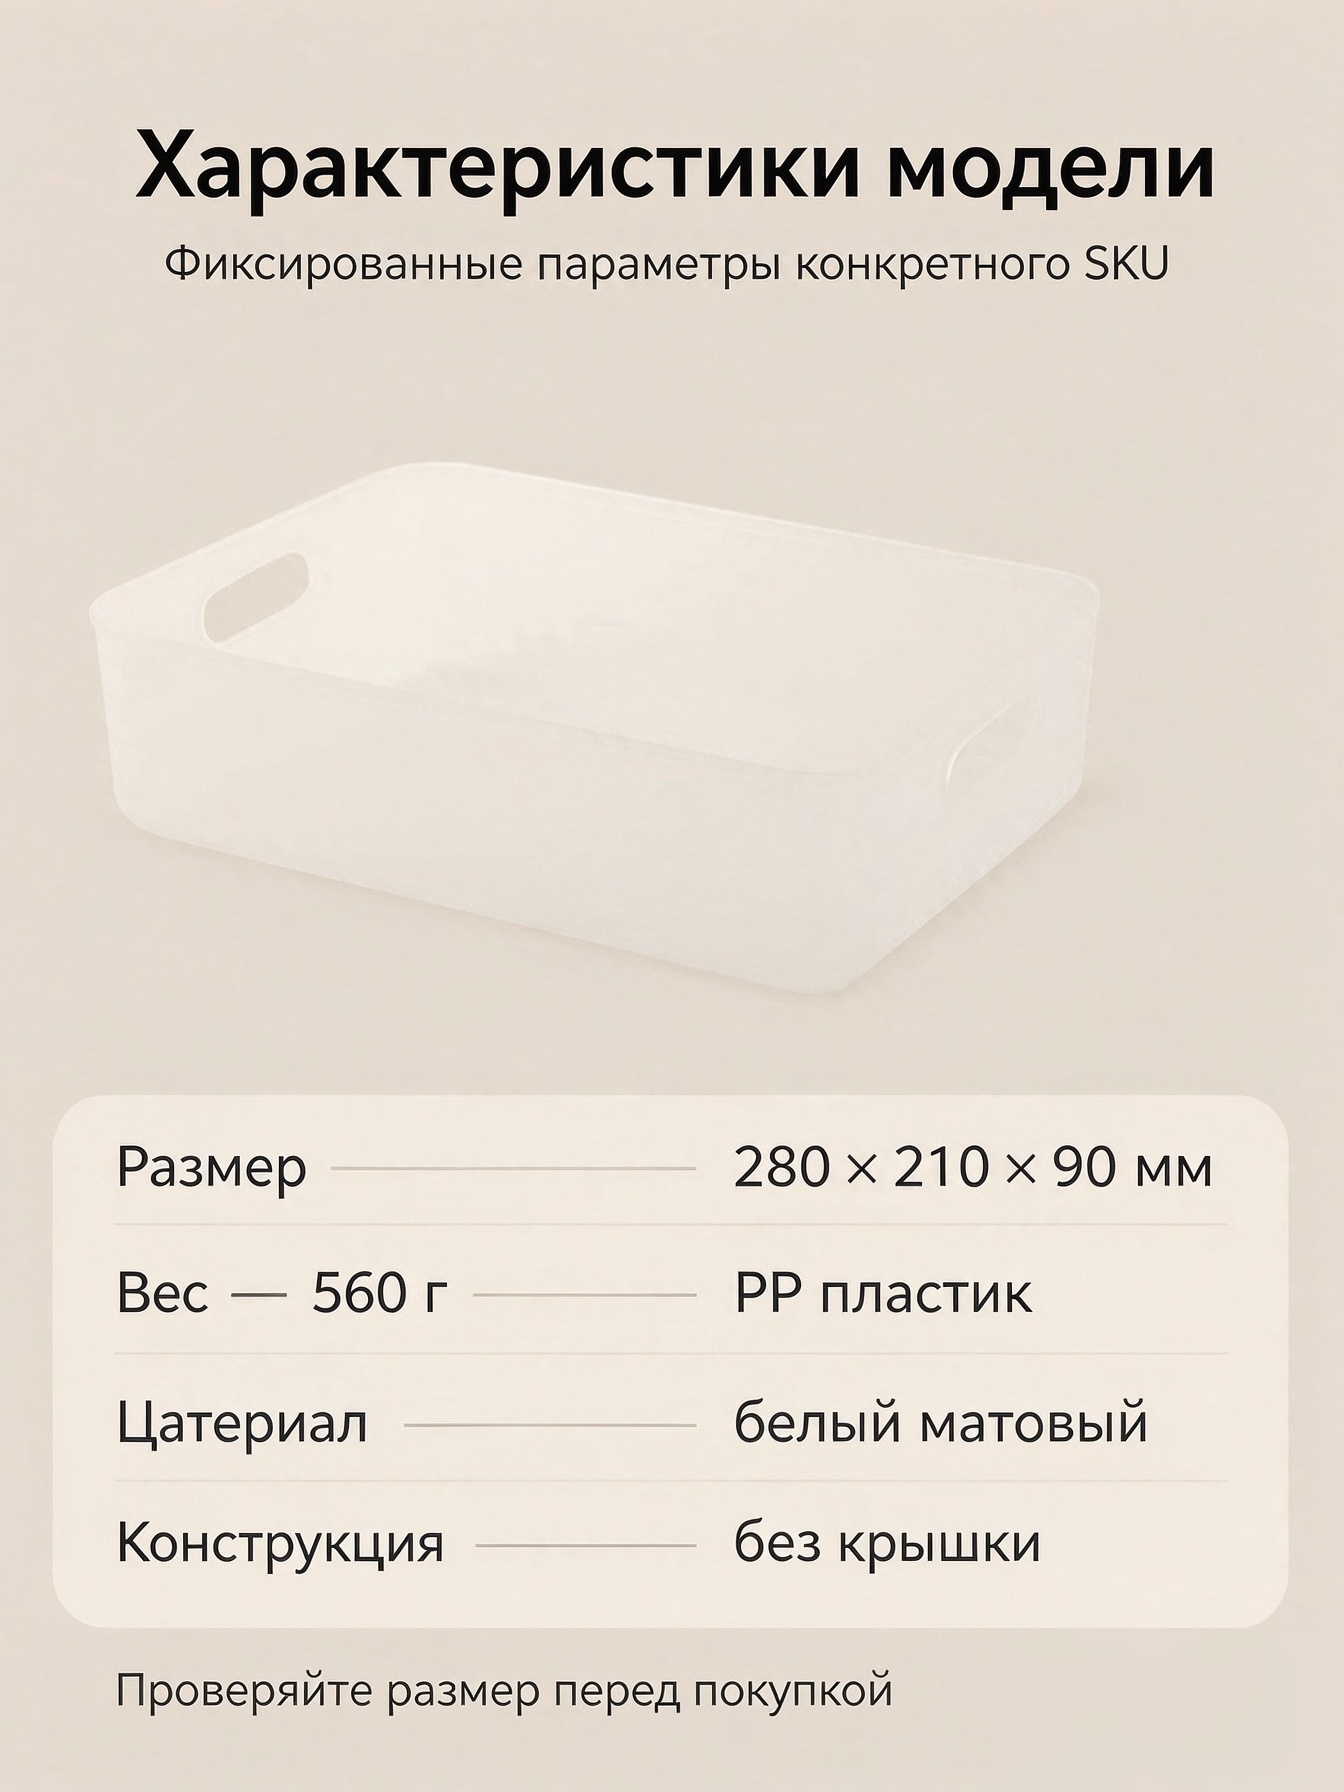 Характеристики модели
Фиксированные параметры конкретного SKU
Размер — 280 × 210 × 90 мм
Вес — 560 г — PP пластик
Цатериал — белый матовый
Конструкция — без крышки
Проверяйте размер перед покупкой